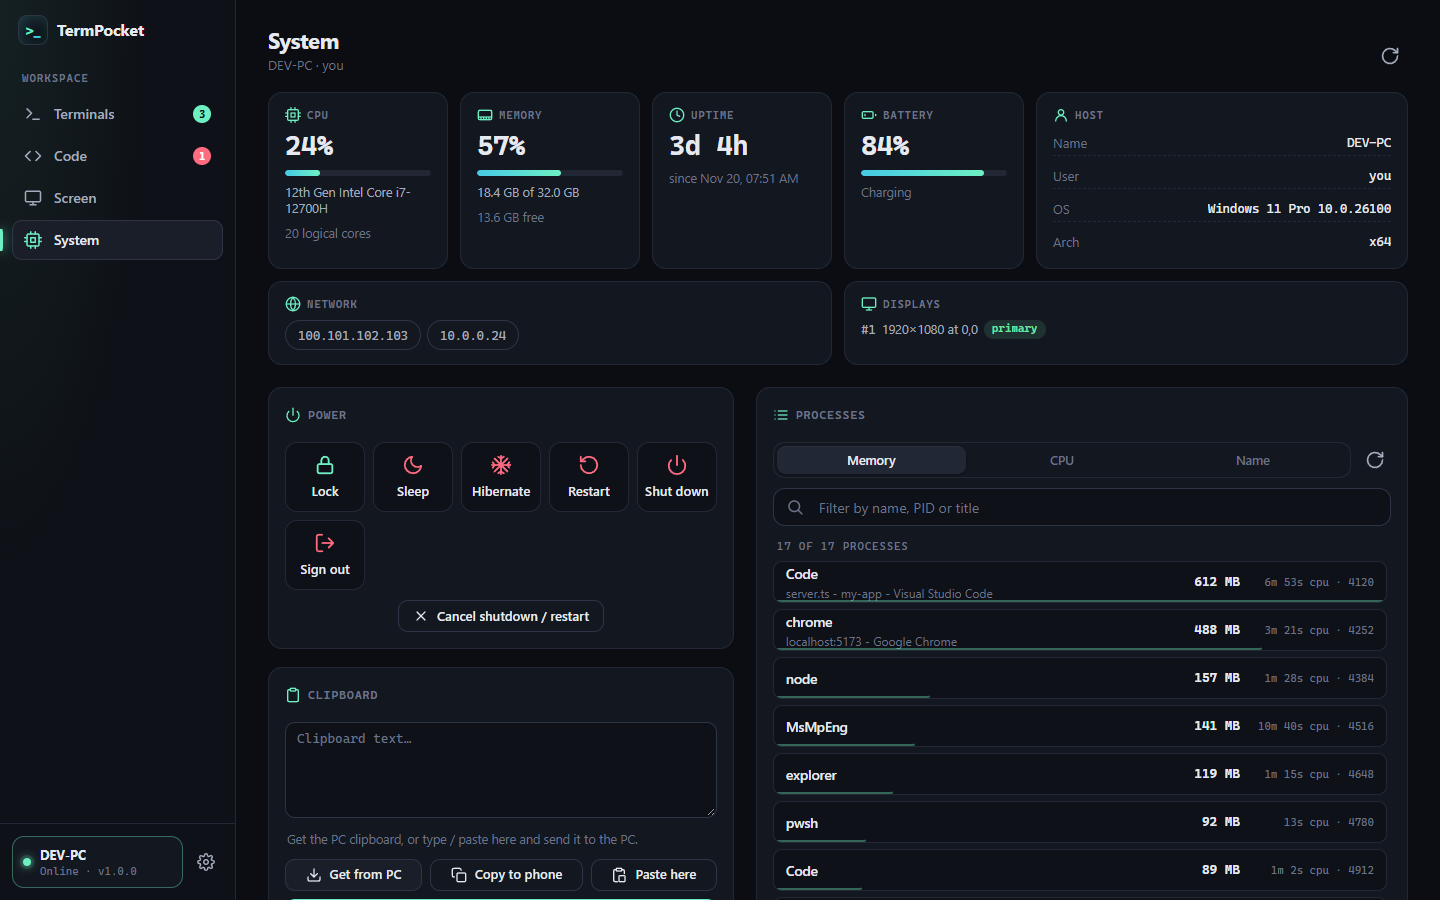 >_ TermPocket
WORKSPACE
Terminals 3
Code 1
Screen
System
DEV-PC
Online · v1.0.0
System
DEV-PC · you
CPU
24%
12th Gen Intel Core i7-
12700H
20 logical cores
MEMORY
57%
18.4 GB of 32.0 GB
13.6 GB free
UPTIME
3d 4h
since Nov 20, 07:51 AM
BATTERY
84%
Charging
HOST
Name DEV-PC
User you
OS Windows 11 Pro 10.0.26100
Arch x64
NETWORK
100.101.102.103 10.0.0.24
DISPLAYS
#1 1920×1080 at 0,0 primary
POWER
Lock Sleep Hibernate Restart Shut down
Sign out
Cancel shutdown / restart
CLIPBOARD
Clipboard text…
Get the PC clipboard, or type / paste here and send it to the PC.
Get from PC Copy to phone Paste here
PROCESSES
Memory CPU Name
Filter by name, PID or title
17 OF 17 PROCESSES
Code 612 MB 6m 53s cpu · 4120
server.ts - my-app - Visual Studio Code
chrome 488 MB 3m 21s cpu · 4252
localhost:5173 - Google Chrome
node 157 MB 1m 28s cpu · 4384
MsMpEng 141 MB 10m 40s cpu · 4516
explorer 119 MB 1m 15s cpu · 4648
pwsh 92 MB 13s cpu · 4780
Code 89 MB 1m 2s cpu · 4912